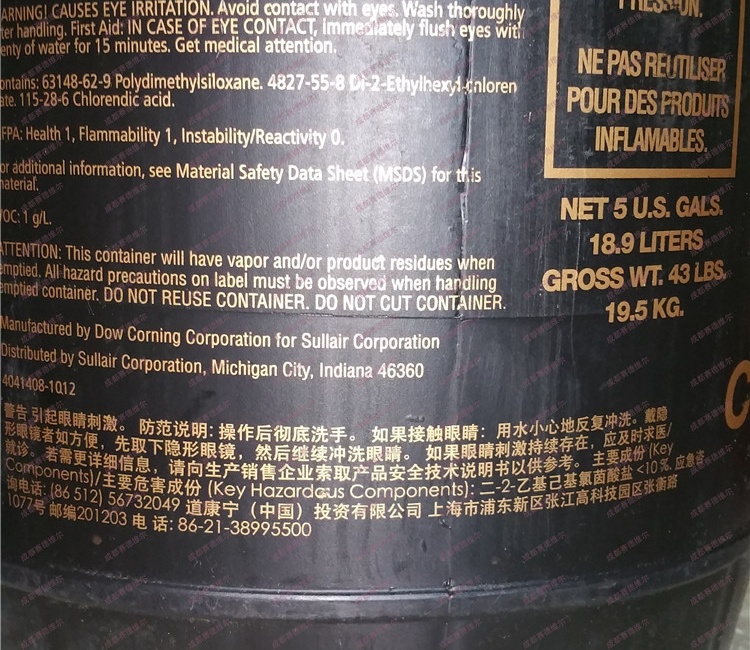 ARNING! CAUSES EYE IRRITATION. Avoid contact with eyes. Wash thoroughly
ter handling. First Aid: IN CASE OF EYE CONTACT, immediately flush eyes with
enty of water for 15 minutes. Get medical attention.
ontains: 63148-62-9 Polydimethylsiloxane. 4827-55-8 Di-2-Ethylhexyl chloren
ate. 115-28-6 Chlorendic acid.
FPA: Health 1, Flammability 1, Instability/Reactivity 0.
or additional information, see Material Safety Data Sheet (MSDS) for this
material.
VOC: 1 g/L.
ATTENTION: This container will have vapor and/or product residues when
emptied. All hazard precautions on label must be observed when handling
emptied container. DO NOT REUSE CONTAINER. DO NOT CUT CONTAINER.
Manufactured by Dow Corning Corporation for Sullair Corporation
Distributed by Sullair Corporation, Michigan City, Indiana 46360
4041408-1012
PRESSION.
NE PAS REUTILISER
POUR DES PRODUITS
INFLAMMABLES.
NET 5 U.S. GALS.
18.9 LITERS
GROSS WT. 43 LBS.
19.5 KG.
C
警告 引起眼睛刺激。 防范说明: 操作后彻底洗手。 如果接触眼睛: 用水小心地反复冲洗。戴隐
形眼镜者如方便, 先取下隐形眼镜, 然后继续冲洗眼睛。 如果眼睛刺激持续存在, 应及时求医/
就诊。 若需更详细信息, 请向生产销售企业索取产品安全技术说明书以供参考。 主要成份 (Key
Components)/主要危害成份 (Key Hazardous Components): 二-2-乙基己基氯茵酸盐 <10%. 应急咨
询电话: (86 512) 56732049 道康宁 (中国) 投资有限公司 上海市浦东新区张江高科技园区张衡路
1077号 邮编201203 电 话: 86-21-38995500
成都赛德维尔